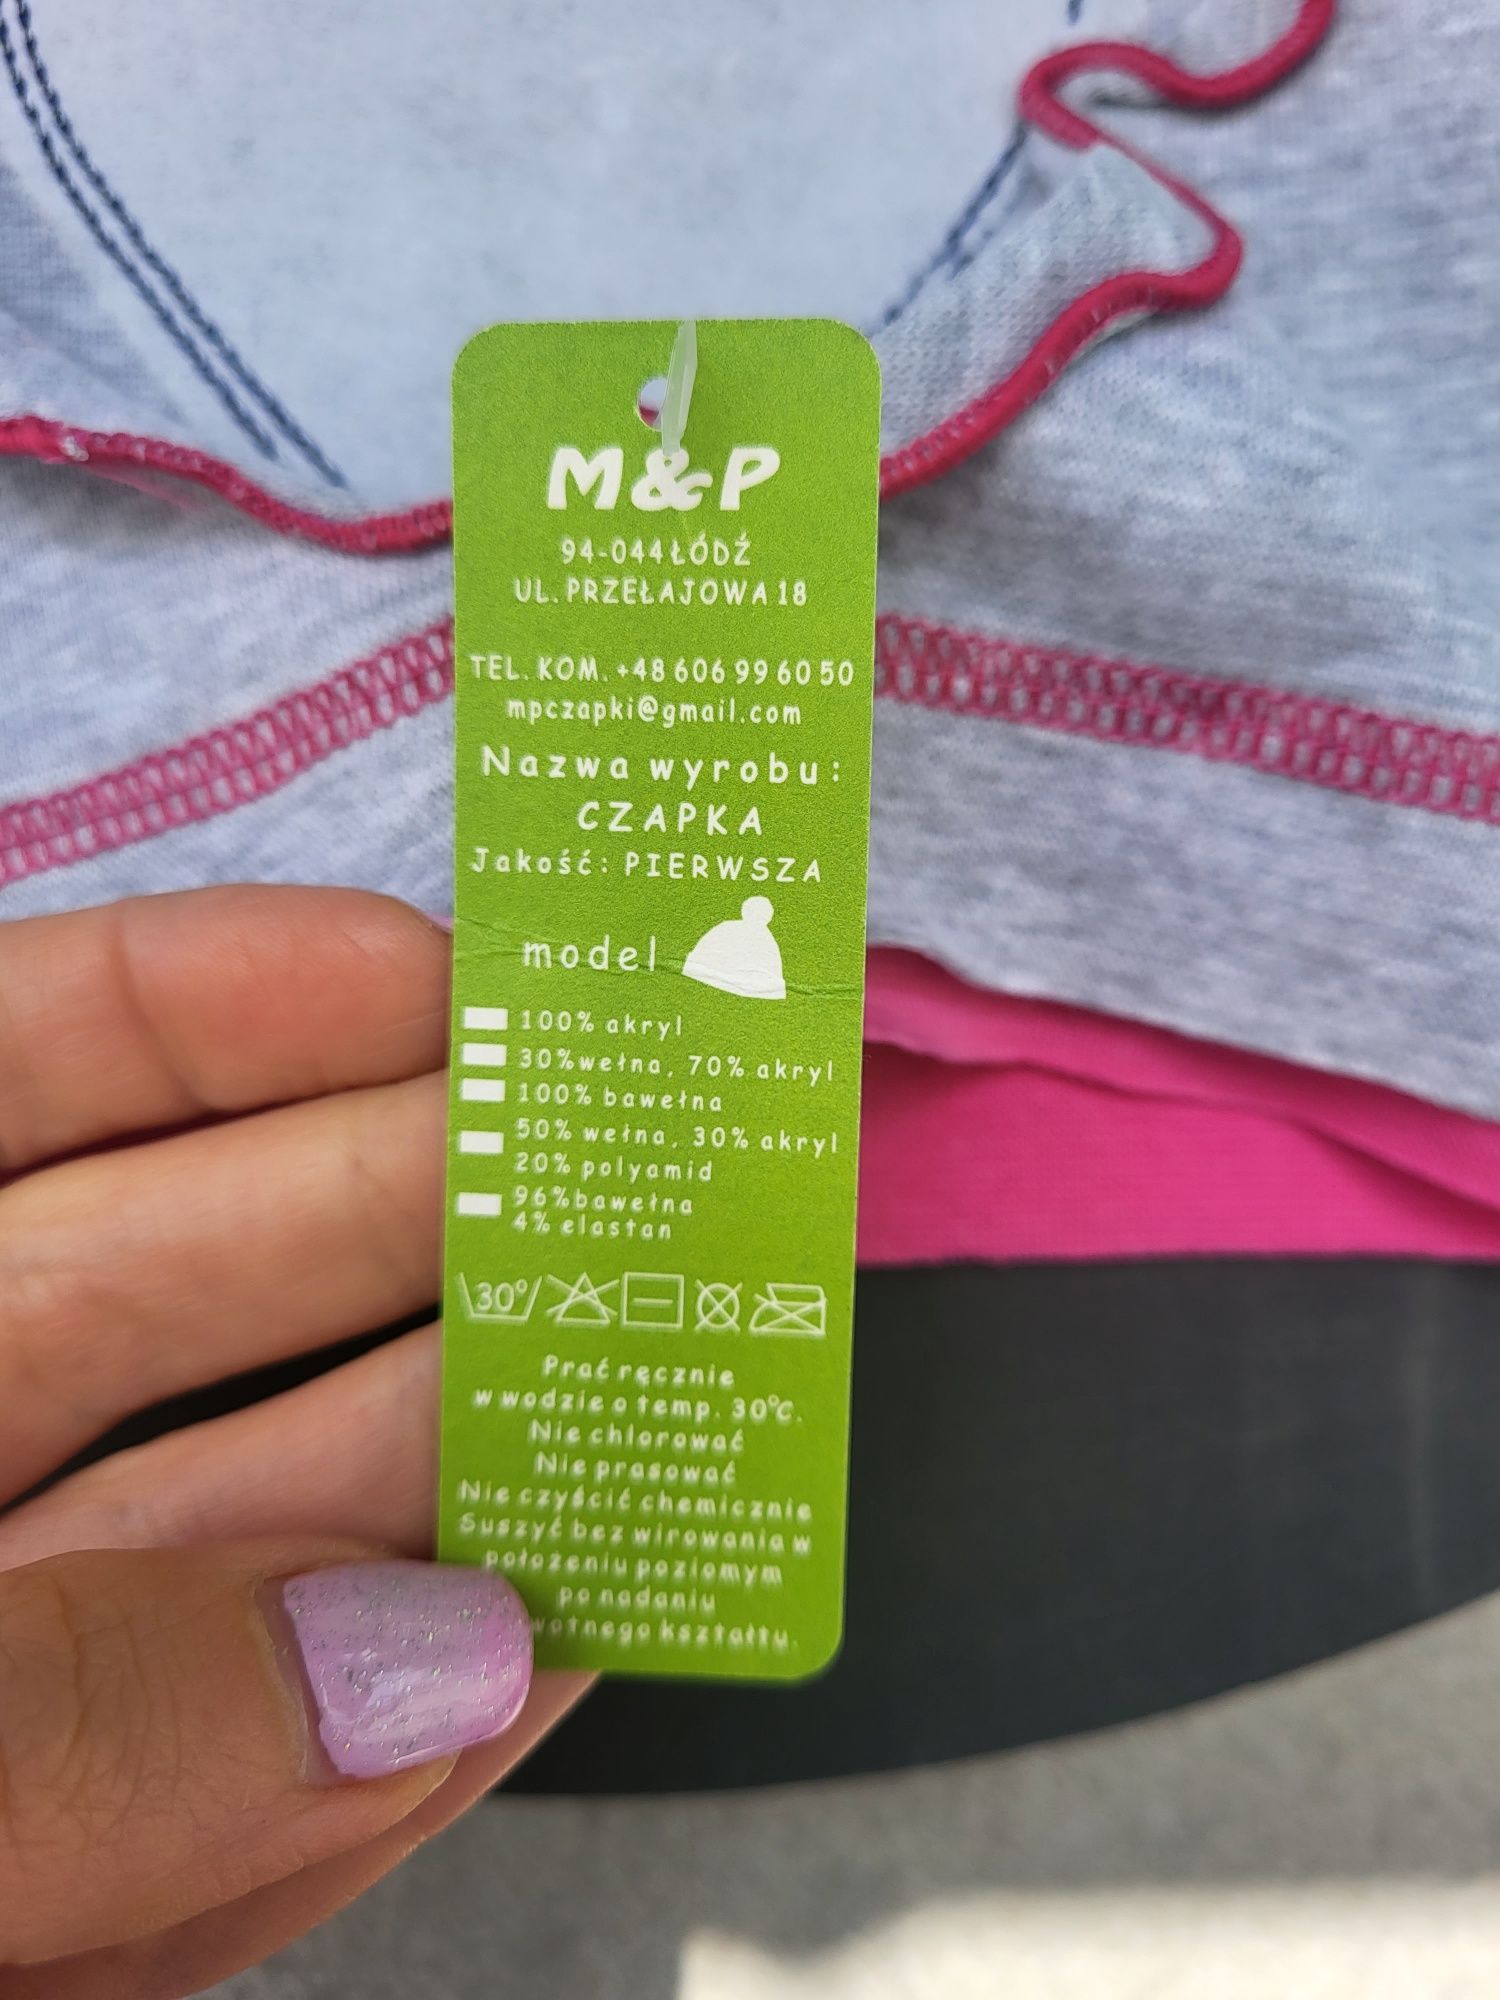 M&P
94-044 ŁÓDŹ
UL. PRZEŁAJOWA 18
TEL. KOM. +48 606 99 60 50
mpczapki@gmail.com
Nazwa wyrobu:
CZAPKA
Jakość: PIERWSZA
model
100% akryl
30% wełna, 70% akryl
100% bawełna
50% wełna, 30% akryl
20% polyamid
96% bawełna
4% elastan
30°
Prać ręcznie
w wodzie o temp. 30°C.
Nie chlorować
Nie prasować
Nie czyścić chemicznie
Suszyć bez wirowania w
położeniu poziomym
po nadaniu
kształtu.